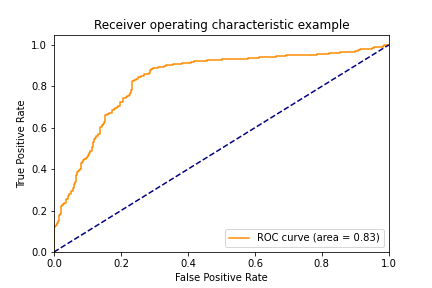 Receiver operating characteristic example
True Positive Rate
1.0
0.8
0.6
0.4
0.2
0.0
ROC curve (area = 0.83)
0.0 0.2 0.4 0.6 0.8 1.0
False Positive Rate